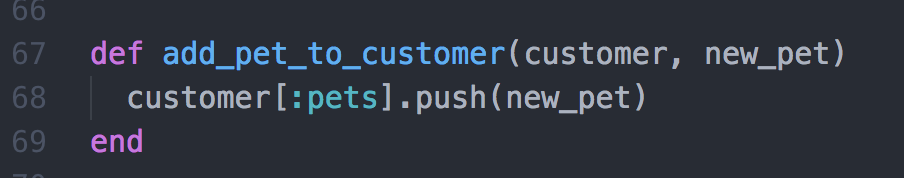 66
67 def add_pet_to_customer(customer, new_pet)
68 customer[:pets].push(new_pet)
69 end